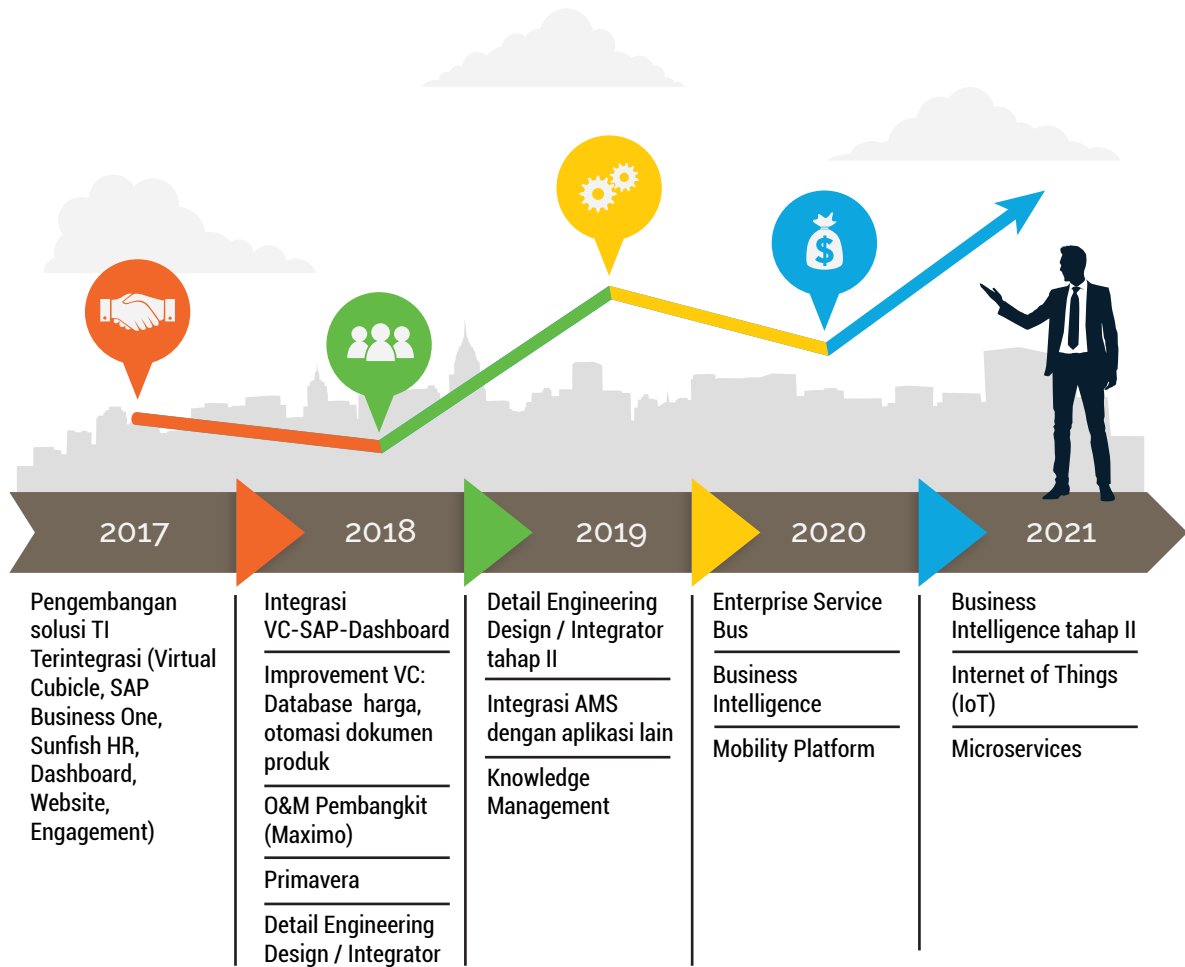 $
2017
2018
2019
2020
2021
Pengembangan
solusi TI
Terintegrasi (Virtual
Cubicle, SAP
Business One,
Sunfish HR,
Dashboard,
Website,
Engagement)
Integrasi
VC-SAP-Dashboard
Improvement VC:
Database harga,
otomasi dokumen
produk
O&M Pembangkit
(Maximo)
Primavera
Detail Engineering
Design / Integrator
Detail Engineering
Design / Integrator
tahap II
Integrasi AMS
dengan aplikasi lain
Knowledge
Management
Enterprise Service
Bus
Business
Intelligence
Mobility Platform
Business
Intelligence tahap II
Internet of Things
(IoT)
Microservices